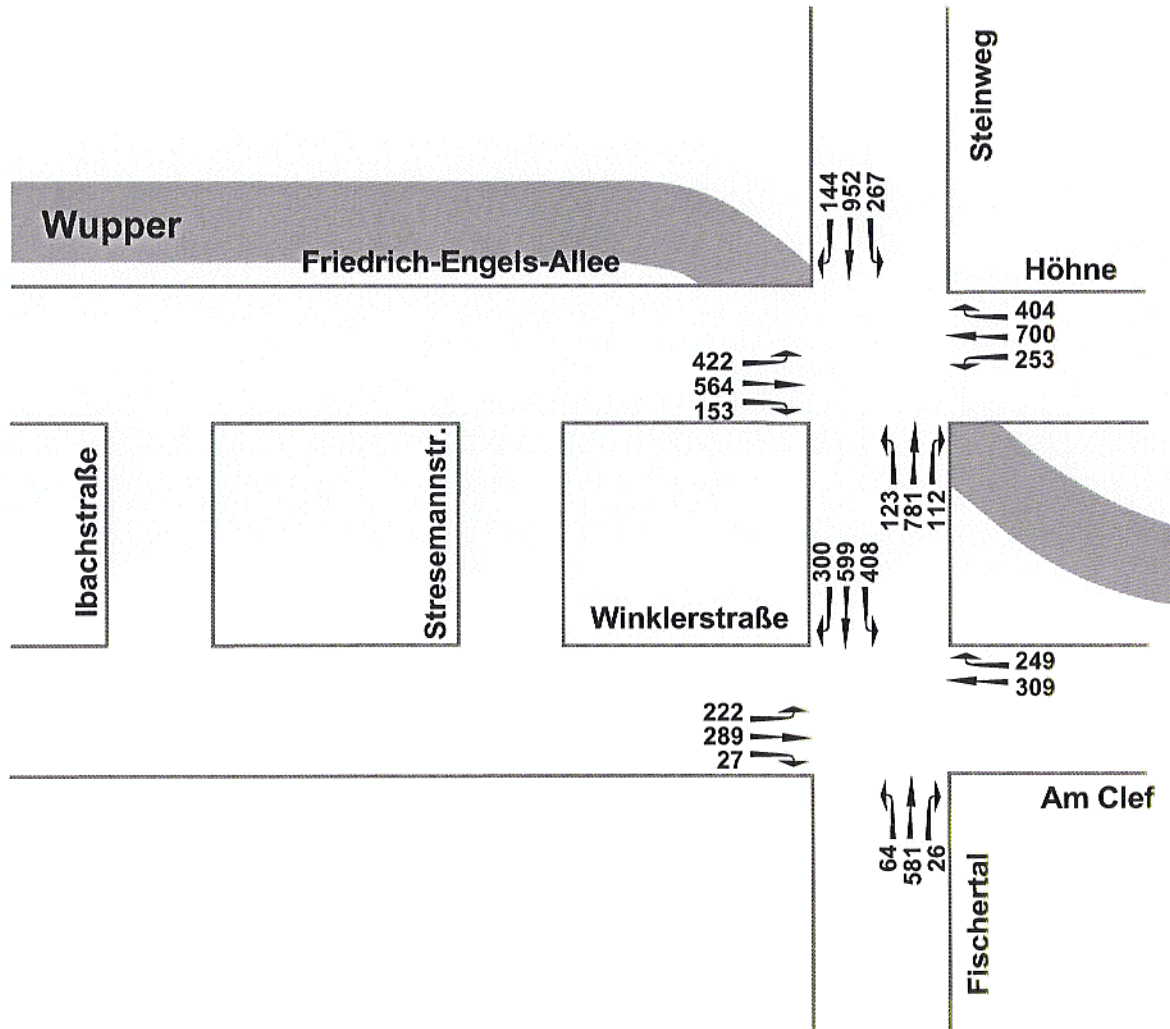 Steinweg
144
952
267
Wupper
Friedrich-Engels-Allee
Höhne
404
700
253
422
564
153
Ibachstraße
Stresemannstr.
123
781
112
300
599
408
Winklerstraße
249
309
222
289
27
Am Clef
64
581
26
Fischertal